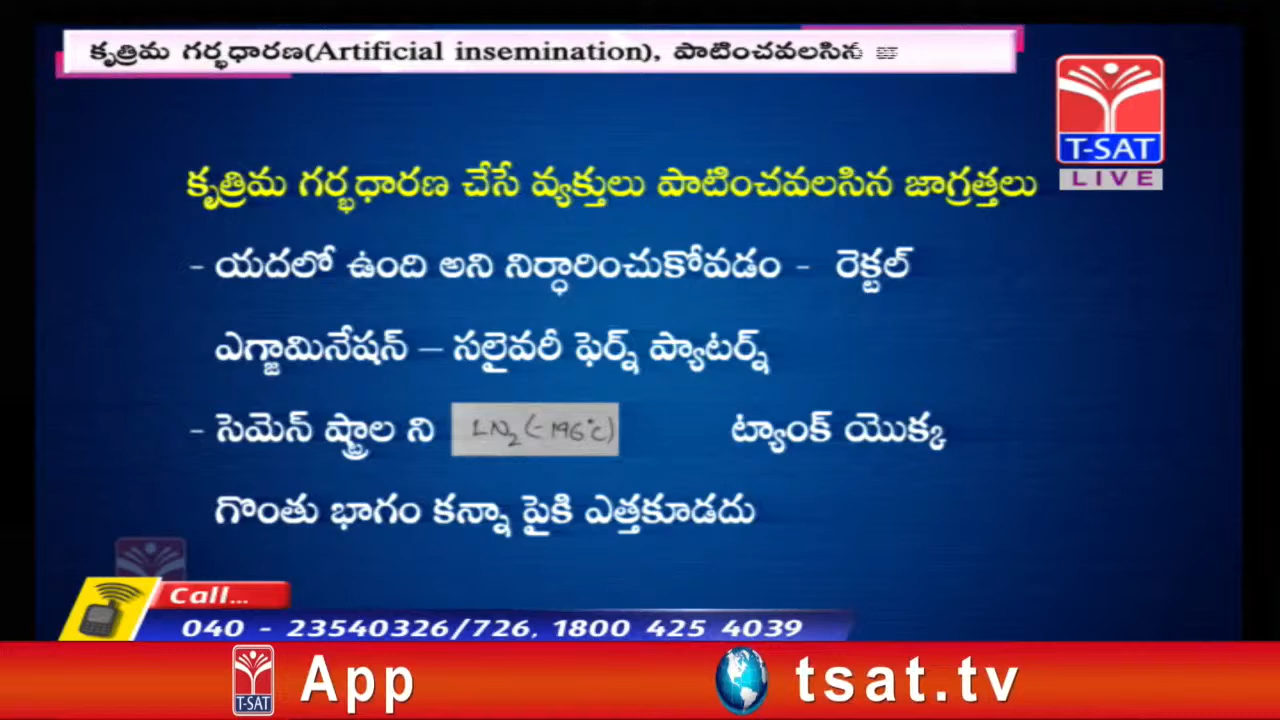 కృత్రిమ గర్భధారణ(Artificial insemination), పాటించవలసిన
T-SAT
LIVE
కృత్రిమ గర్భధారణ చేసే వ్యక్తులు పాటించవలసిన జాగ్రత్తలు
- యదలో ఉంది అని నిర్ధారించుకోవడం - రెక్టల్
ఎగ్జామినేషన్ – సలైవరీ ఫెర్న్ ప్యాటర్న్
- సెమెన్ ష్ట్రాల ని LN₂ (-196°c) ట్యాంక్ యొక్క
గొంతు భాగం కన్నా పైకి ఎత్తకూడదు
Call...
040 - 23540326/726, 1800 425 4039
T-SAT App tsat.tv